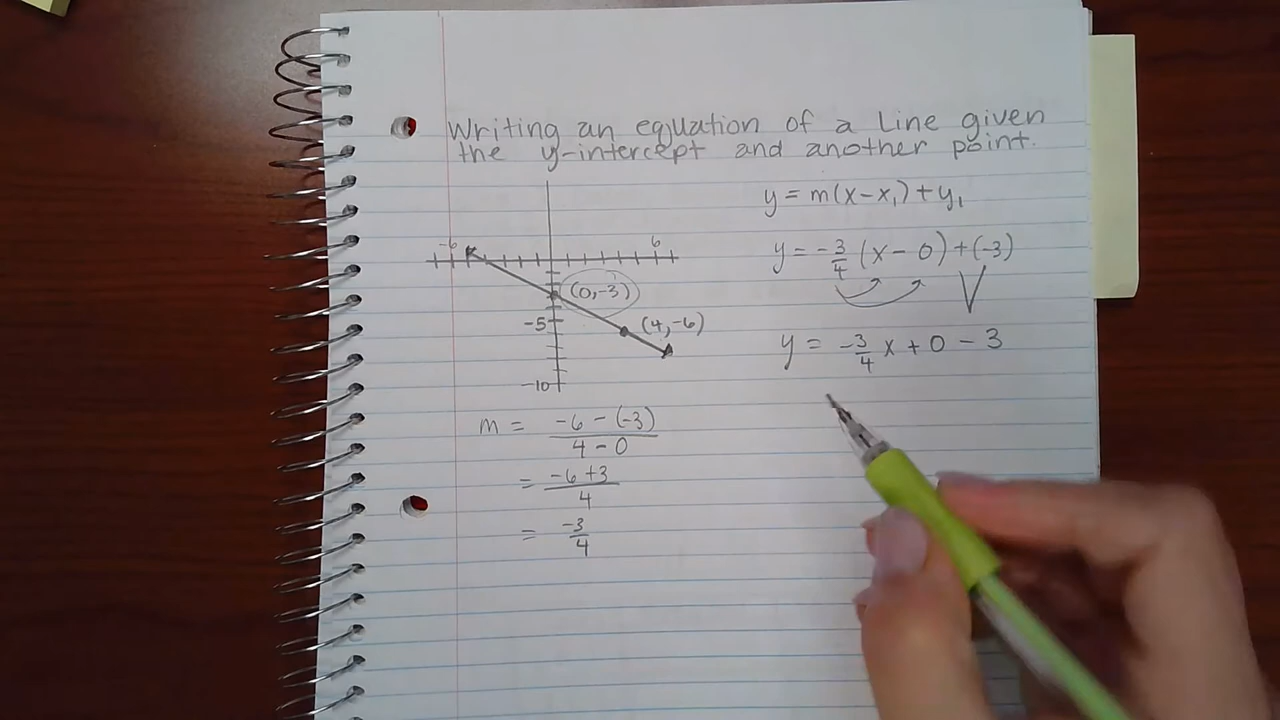 Writing an equation of a Line given
the y-intercept and another point.
y = m(x-x₁)+y₁
-6
6
y = -3/4 (x - 0) + (-3)
(0,-3)
-5
(4,-6)
y = -3/4 x + 0 - 3
-10
m = -6 - (-3) / 4 - 0
= -6 + 3 / 4
= -3/4